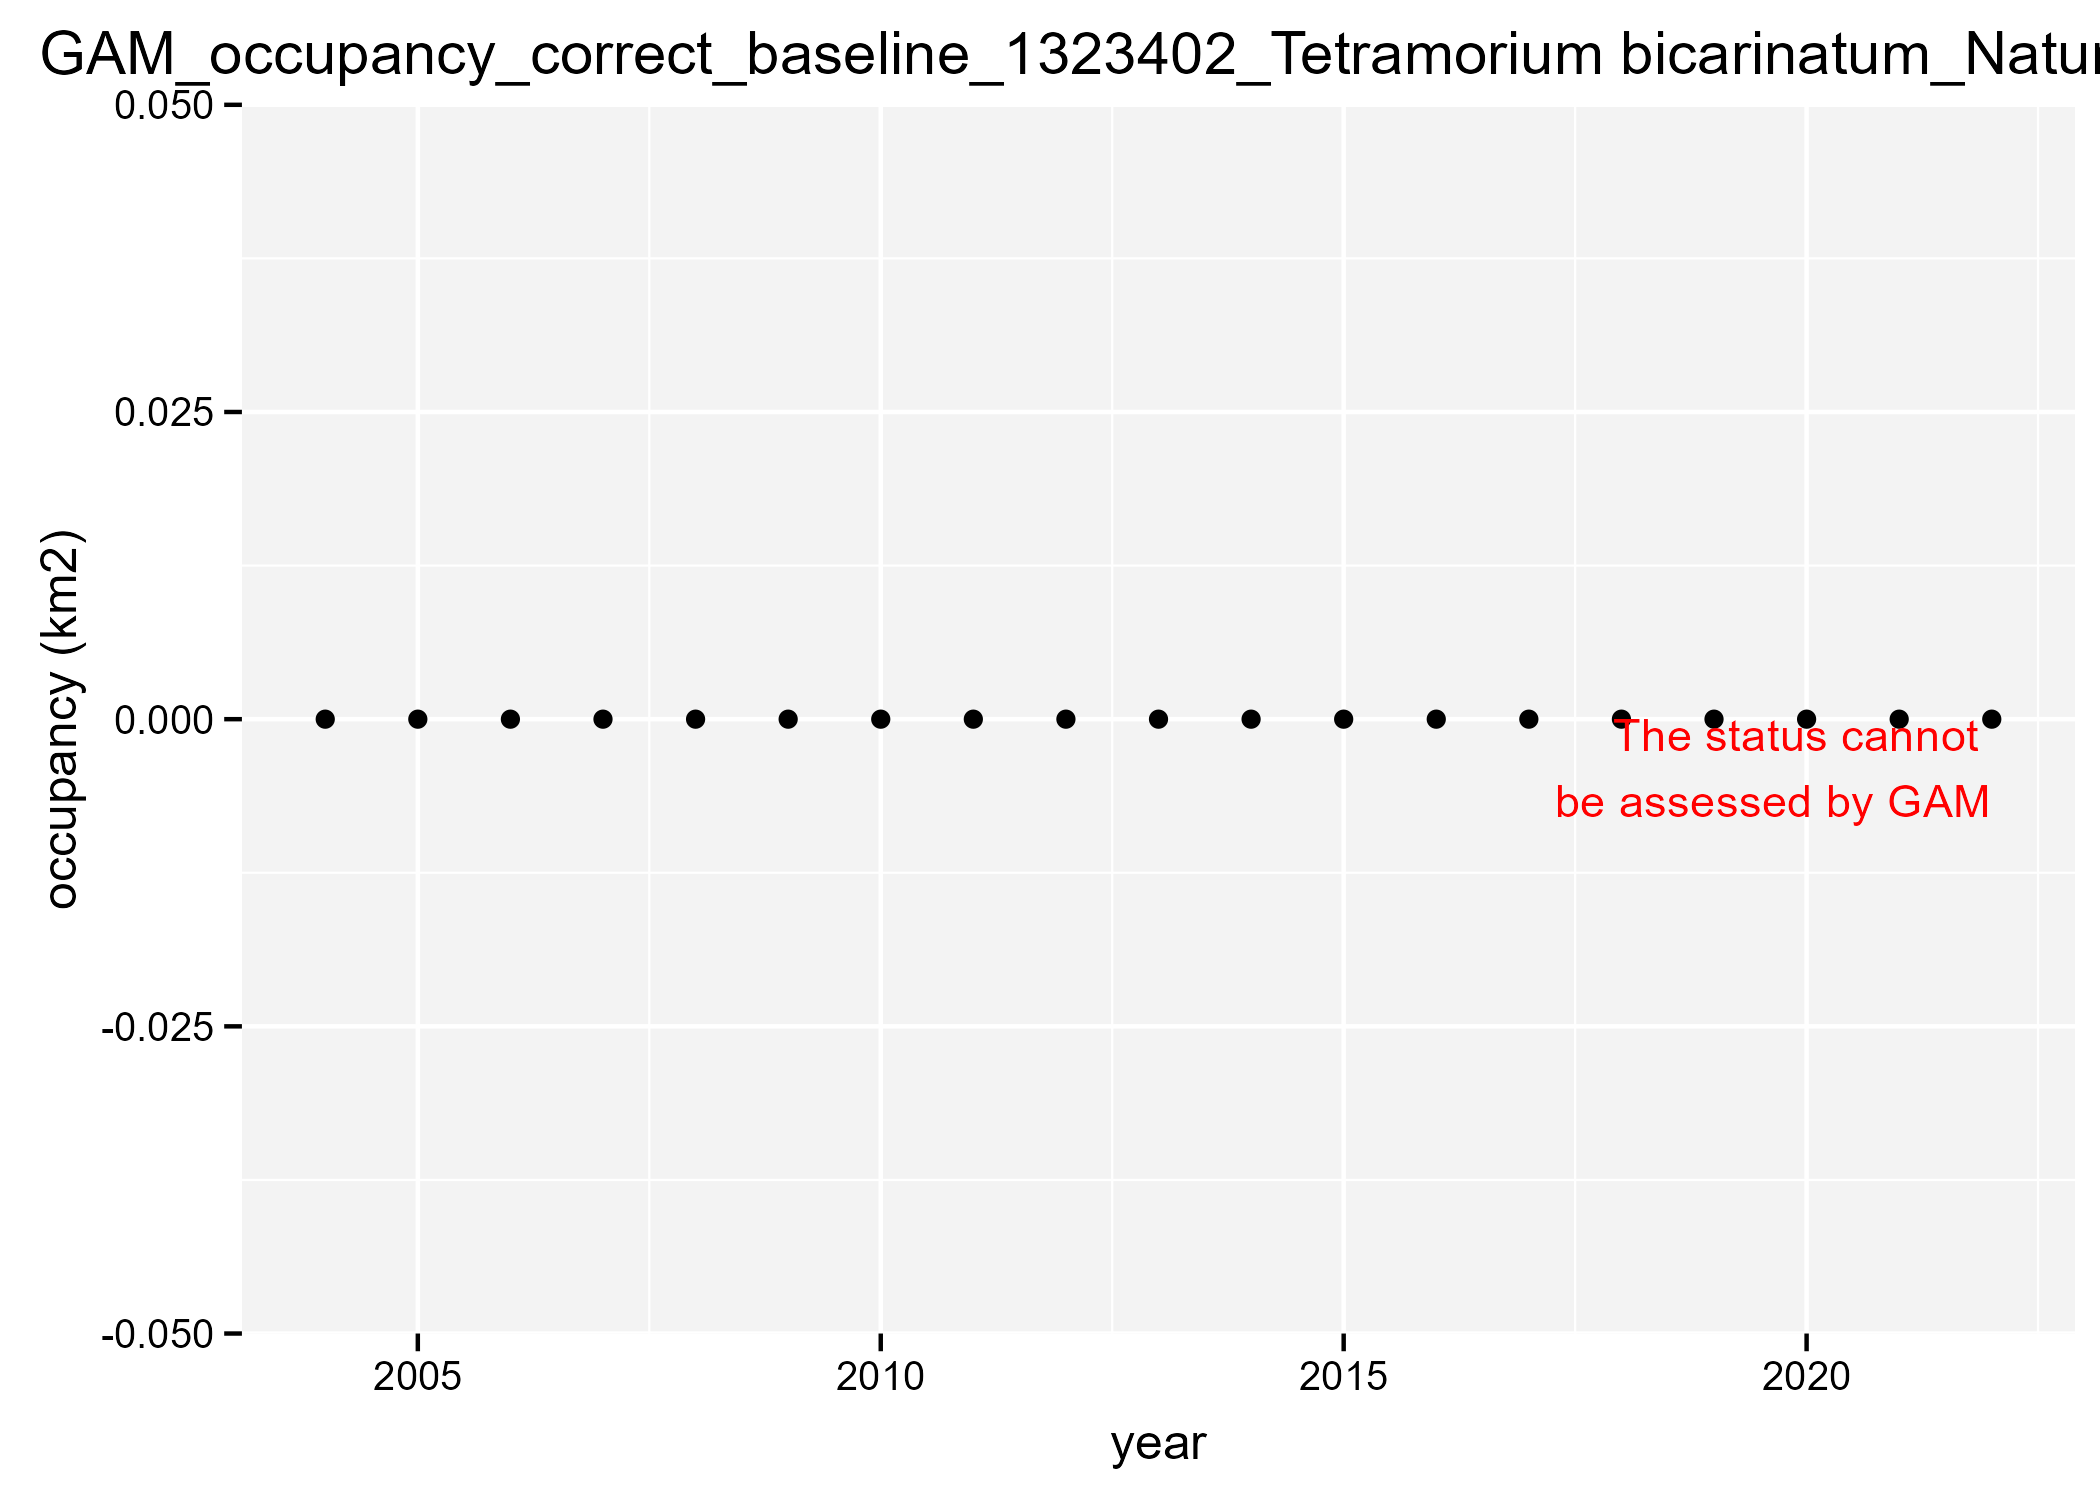 GAM_occupancy_correct_baseline_1323402_Tetramorium bicarinatum_Natu
0.050
0.025
0.000
-0.025
-0.050
occupancy (km2)
The status cannot
be assessed by GAM
2005 2010 2015 2020
year